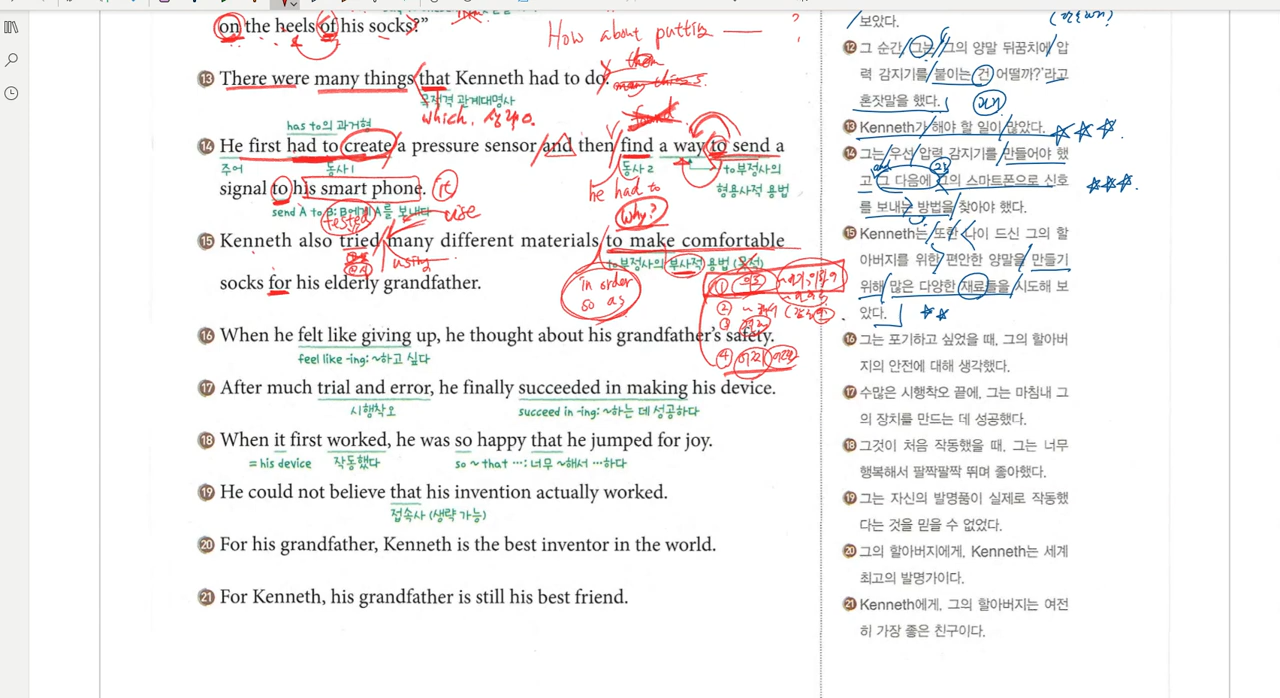 on the heels of his socks?"
How about putting
?
⑬ There were many things that Kenneth had to do.
목적격 관계대명사
which, 생략 O.
them
many things
has to의 과거형
⑭ He first had to create a pressure sensor and then find a way to send a
주어
동사 1
동사 2
to부정사의
형용사적 용법
signal to his smart phone.
it
he had to
send A to B: B에게 A를 보내다
tested
use
why?
⑮ Kenneth also tried many different materials to make comfortable
using
to부정사의 부사적 용법 (목적)
in order
so as
socks for his elderly grandfather.
①
②
③
④
⑯ When he felt like giving up, he thought about his grandfather's safety.
feel like -ing: ~하고 싶다
⑰ After much trial and error, he finally succeeded in making his device.
시행착오
succeed in -ing: ~하는 데 성공하다
⑱ When it first worked, he was so happy that he jumped for joy.
= his device
작동했다
so ~ that …: 너무 ~해서 …하다
⑲ He could not believe that his invention actually worked.
접속사 (생략 가능)
⑳ For his grandfather, Kenneth is the best inventor in the world.
㉑ For Kenneth, his grandfather is still his best friend.
보았다.
⑫ 그 순간, 그는 '그의 양말 뒤꿈치에 압
력 감지기를 붙이는 건 어떨까?'라고
혼잣말을 했다.
⑬ Kenneth가 해야 할 일이 많았다.
⑭ 그는 우선 압력 감지기를 만들어야 했
고 그 다음에 그의 스마트폰으로 신호
를 보내는 방법을 찾아야 했다.
⑮ Kenneth는 또한 나이 드신 그의 할
아버지를 위한 편안한 양말을 만들기
위해 많은 다양한 재료들을 시도해 보
았다.
⑯ 그는 포기하고 싶었을 때, 그의 할아버
지의 안전에 대해 생각했다.
⑰ 수많은 시행착오 끝에, 그는 마침내 그
의 장치를 만드는 데 성공했다.
⑱ 그것이 처음 작동했을 때, 그는 너무
행복해서 팔짝팔짝 뛰며 좋아했다.
⑲ 그는 자신의 발명품이 실제로 작동했
다는 것을 믿을 수 없었다.
⑳ 그의 할아버지에게, Kenneth는 세계
최고의 발명가이다.
㉑ Kenneth에게, 그의 할아버지는 여전
히 가장 좋은 친구이다.